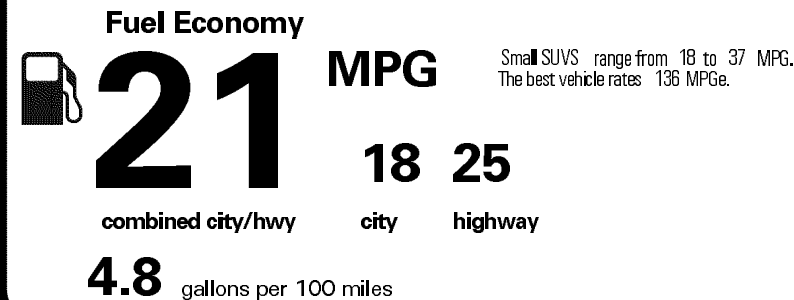 Fuel Economy
21 MPG
Small SUVS range from 18 to 37 MPG.
The best vehicle rates 136 MPGe.
18 25
combined city/hwy city highway
4.8 gallons per 100 miles